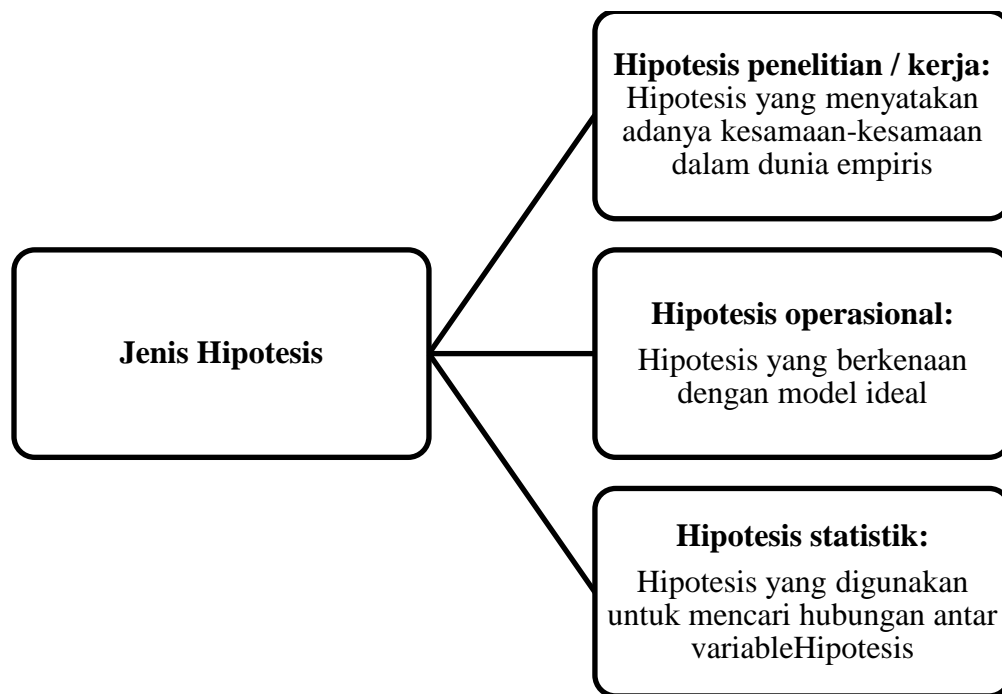 Jenis Hipotesis
Hipotesis penelitian / kerja:
Hipotesis yang menyatakan
adanya kesamaan-kesamaan
dalam dunia empiris
Hipotesis operasional:
Hipotesis yang berkenaan
dengan model ideal
Hipotesis statistik:
Hipotesis yang digunakan
untuk mencari hubungan antar
variableHipotesis